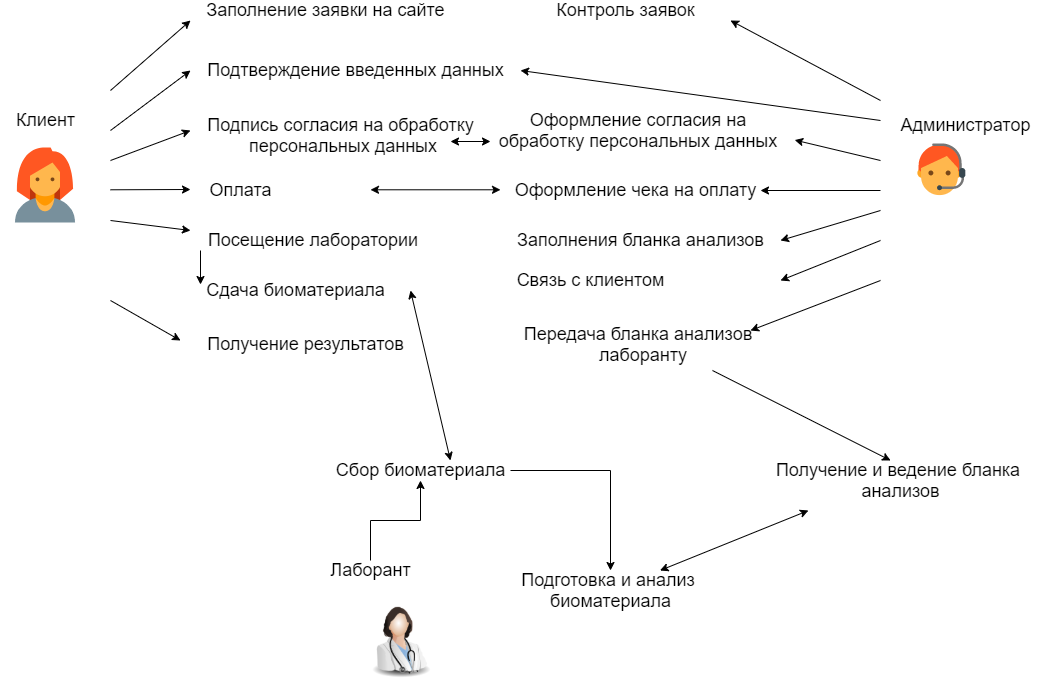 Заполнение заявки на сайте
Контроль заявок
Подтверждение введенных данных
Клиент
Подпись согласия на обработку
персональных данных
Оформление согласия на
обработку персональных данных
Администратор
Оплата
Оформление чека на оплату
Посещение лаборатории
Заполнения бланка анализов
Сдача биоматериала
Связь с клиентом
Получение результатов
Передача бланка анализов
лаборанту
Сбор биоматериала
Получение и ведение бланка
анализов
Лаборант
Подготовка и анализ
биоматериала